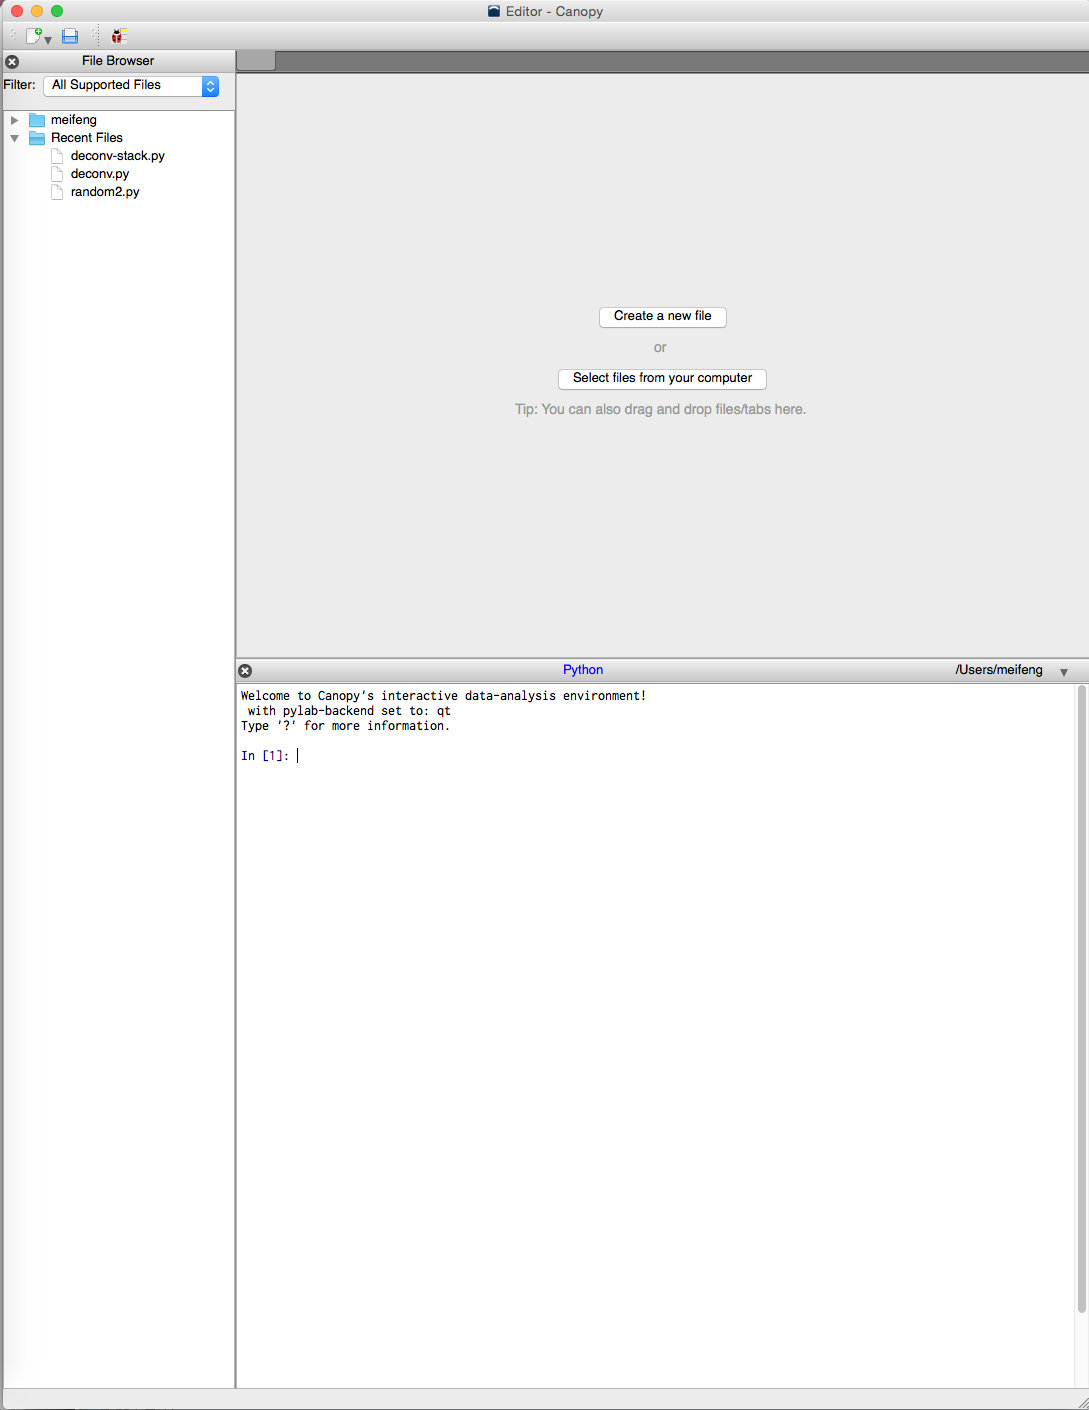 Editor - Canopy
File Browser
Filter: All Supported Files
meifeng
Recent Files
deconv-stack.py
deconv.py
random2.py
Create a new file
or
Select files from your computer
Tip: You can also drag and drop files/tabs here.
Python /Users/meifeng
Welcome to Canopy's interactive data-analysis environment!
with pylab-backend set to: qt
Type '?' for more information.
In [1]: